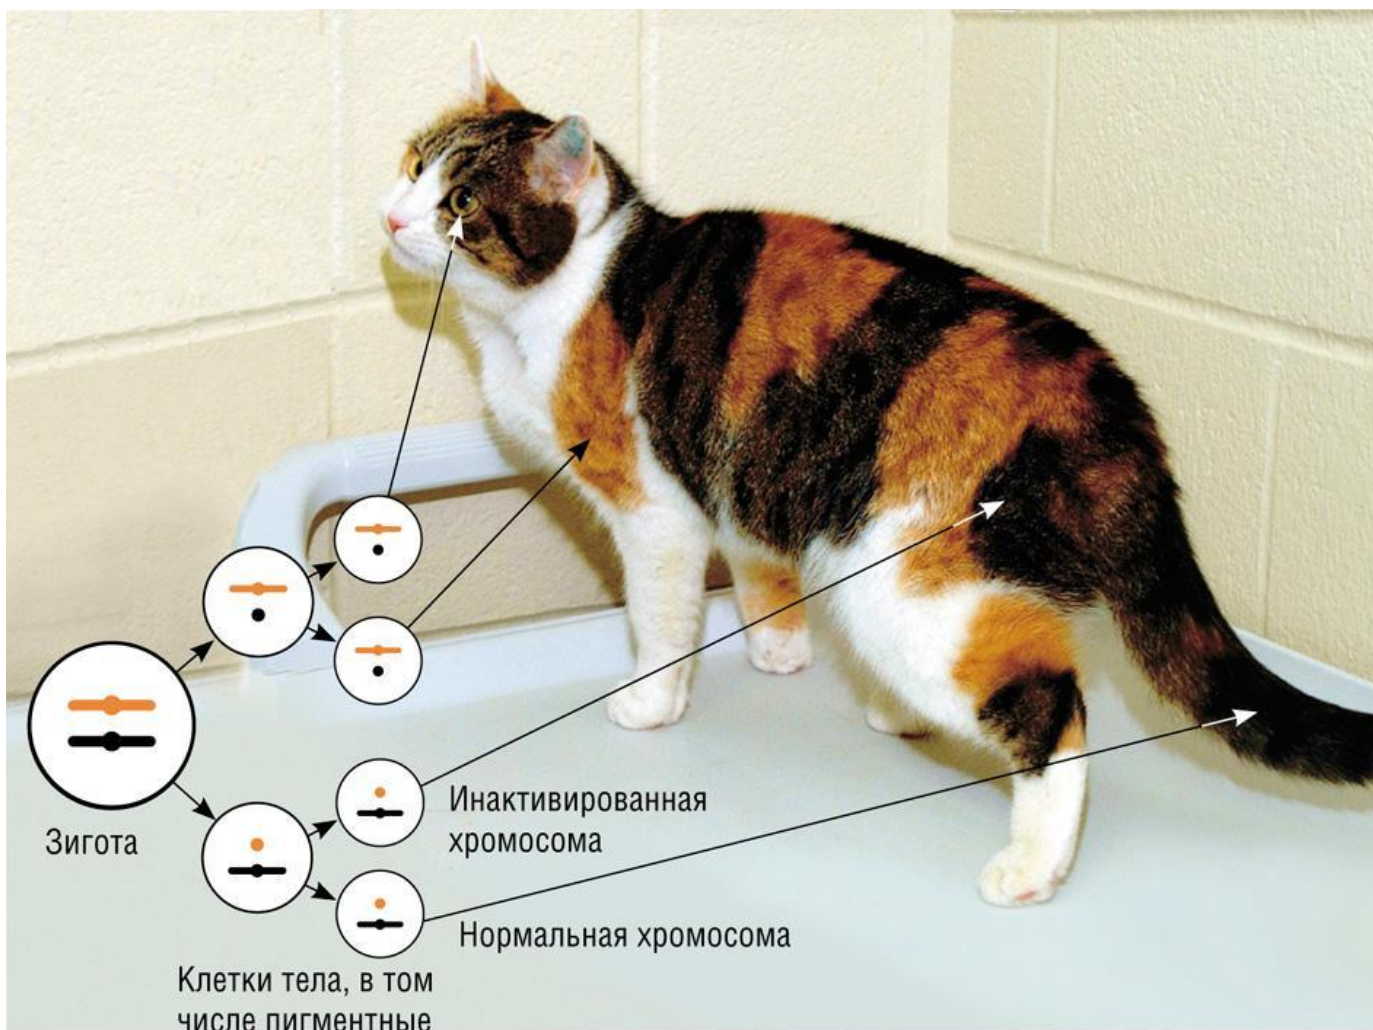 Зигота
Инактивированная
хромосома
Нормальная хромосома
Клетки тела, в том
числе пигментные